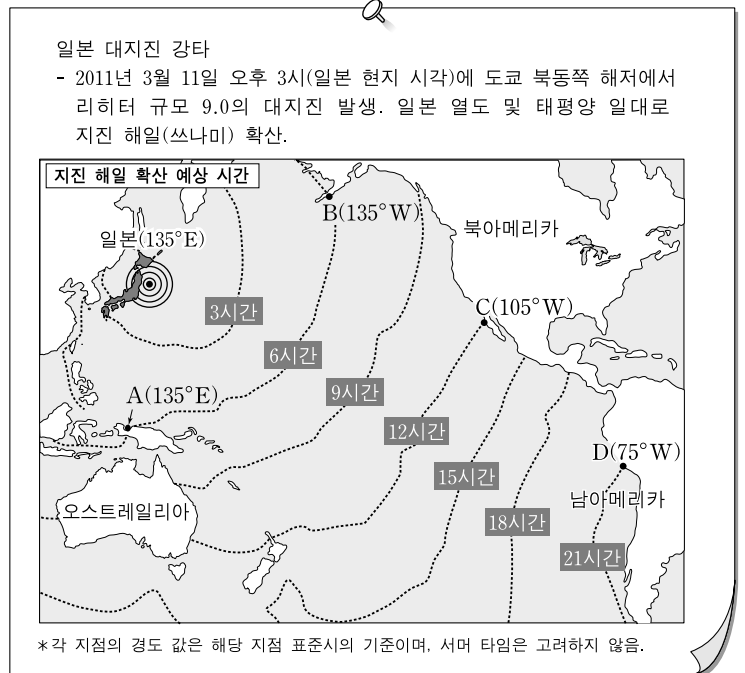 일본 대지진 강타
- 2011년 3월 11일 오후 3시(일본 현지 시각)에 도쿄 북동쪽 해저에서
리히터 규모 9.0의 대지진 발생. 일본 열도 및 태평양 일대로
지진 해일(쓰나미) 확산.
지진 해일 확산 예상 시간
B(135°W)
북아메리카
일본(135°E)
C(105°W)
3시간
6시간
A(135°E)
9시간
12시간
D(75°W)
15시간
남아메리카
오스트레일리아
18시간
21시간
*각 지점의 경도 값은 해당 지점 표준시의 기준이며, 서머 타임은 고려하지 않음.